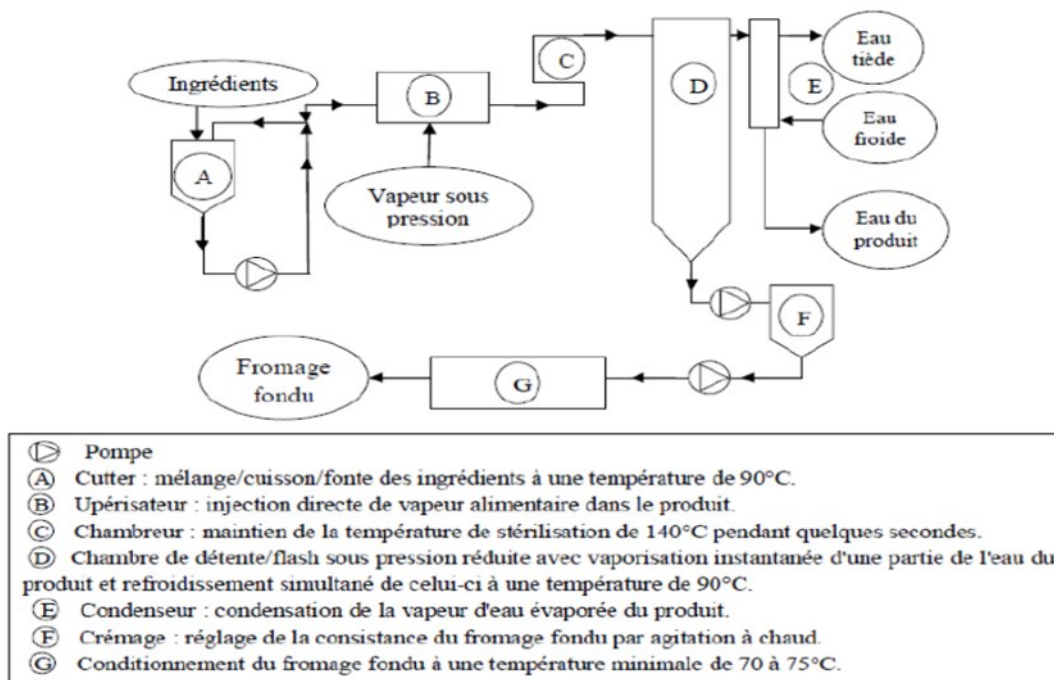 Ingrédients
A
B
Vapeur sous
pression
C
D
E
Eau
tiède
Eau
froide
Eau du
produit
F
G
Fromage
fondu
Pompe
A Cutter : mélange/cuisson/fonte des ingrédients à une température de 90°C.
B Upérisateur : injection directe de vapeur alimentaire dans le produit.
C Chambreur : maintien de la température de stérilisation de 140°C pendant quelques secondes.
D Chambre de détente/flash sous pression réduite avec vaporisation instantanée d'une partie de l'eau du
produit et refroidissement simultané de celui-ci à une température de 90°C.
E Condenseur : condensation de la vapeur d'eau évaporée du produit.
F Crémage : réglage de la consistance du fromage fondu par agitation à chaud.
G Conditionnement du fromage fondu à une température minimale de 70 à 75°C.